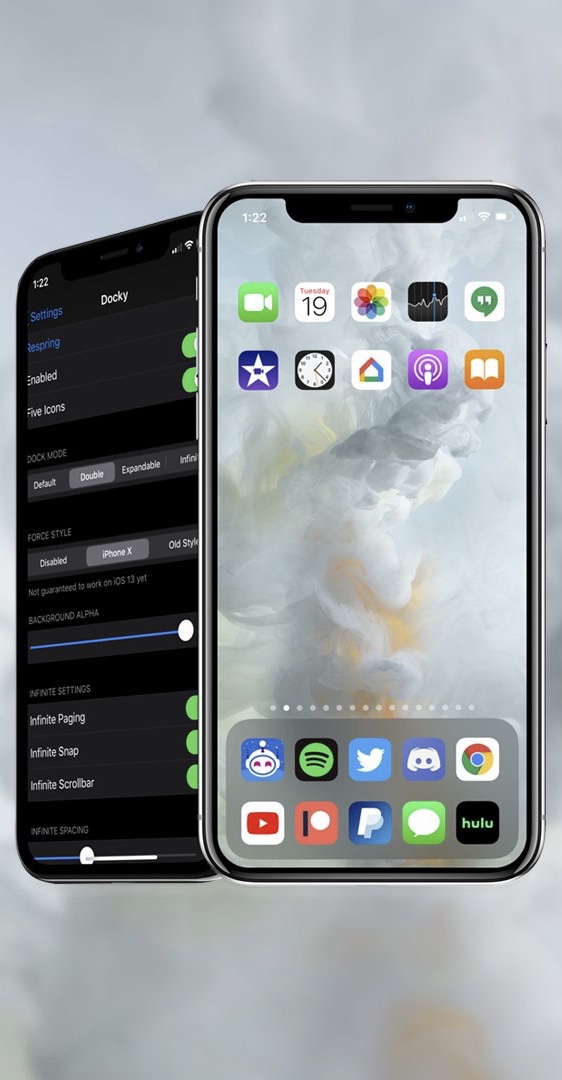 1:22
Docky
Settings
Respring
Enabled
Five Icons
DOCK MODE
Default Double Expandable Infini
FORCE STYLE
Disabled iPhone X Old Style
Not guaranteed to work on iOS 13 yet
BACKGROUND ALPHA
INFINITE SETTINGS
Infinite Paging
Infinite Snap
Infinite Scrollbar
INFINITE SPACING
1:22
Tuesday
19
hulu